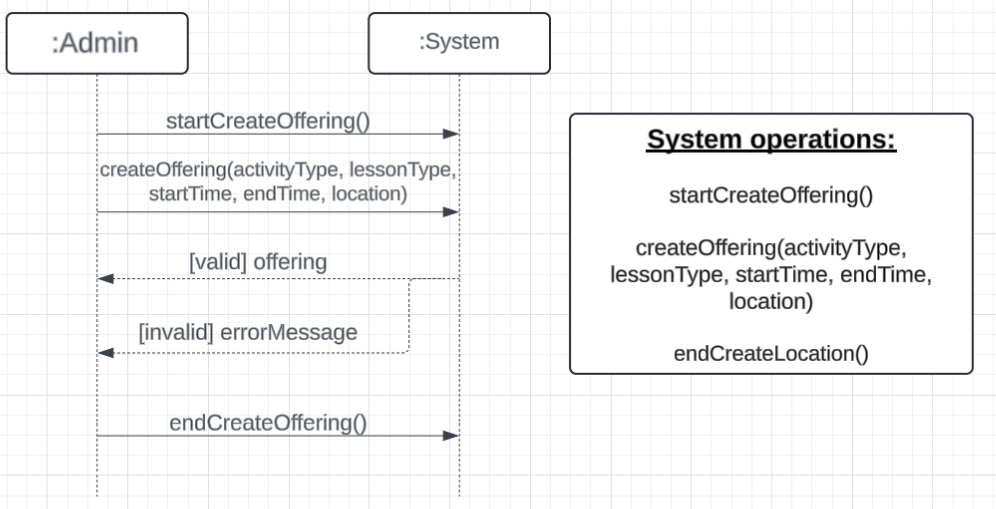 :Admin
:System
startCreateOffering()
createOffering(activityType, lessonType,
startTime, endTime, location)
[valid] offering
[invalid] errorMessage
endCreateOffering()
System operations:
startCreateOffering()
createOffering(activityType,
lessonType, startTime, endTime,
location)
endCreateLocation()